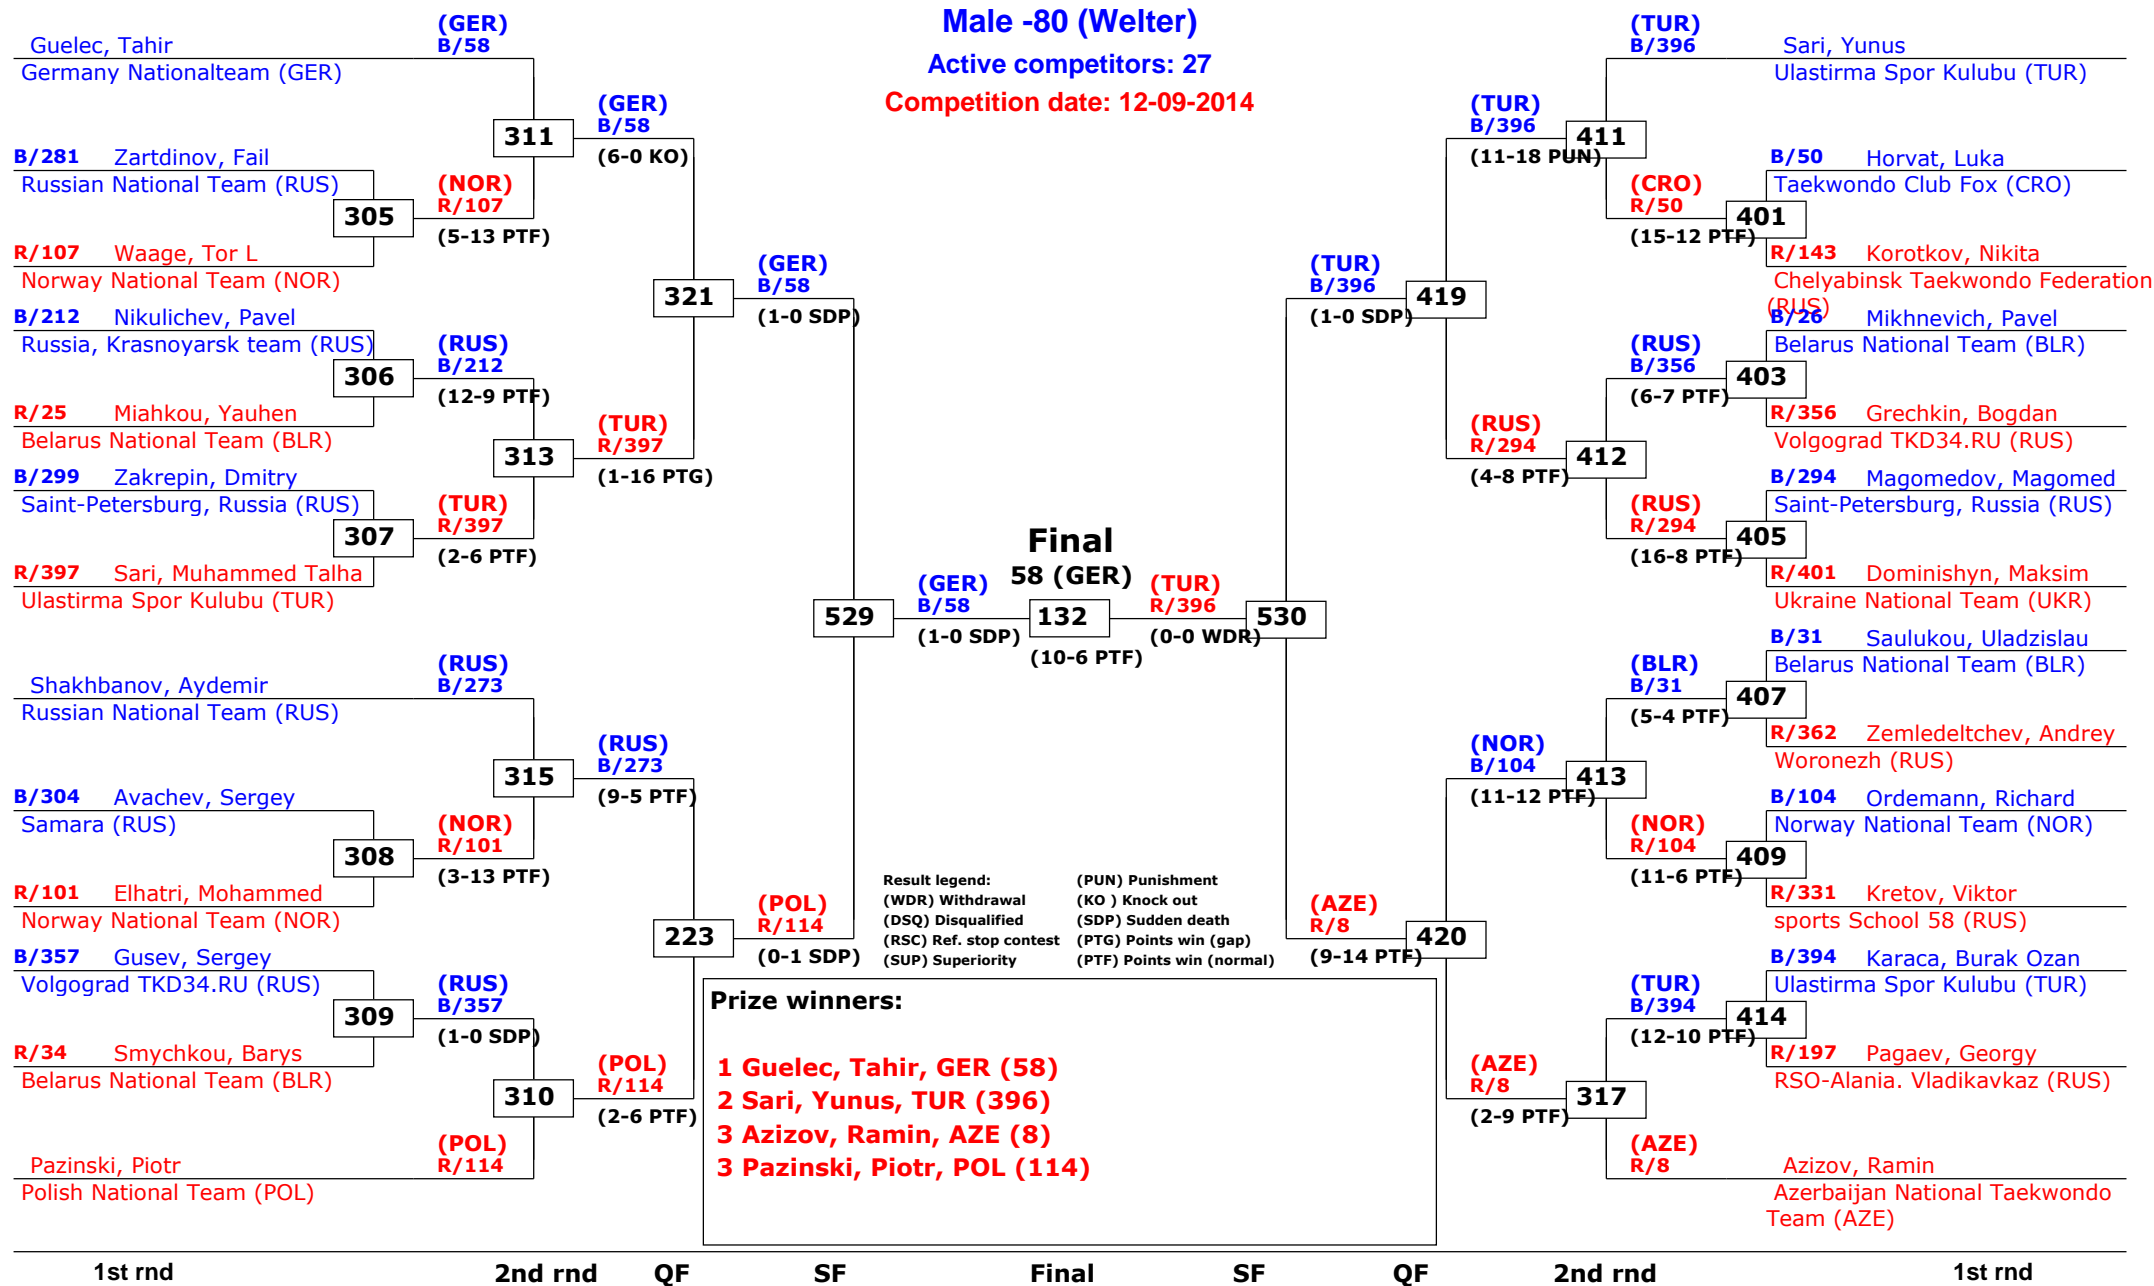 Male -80 (Welter)
Active competitors: 27
Competition date: 12-09-2014
Guelec, Tahir
Germany Nationalteam (GER)
(GER)
B/58
B/281 Zartdinov, Fail
Russian National Team (RUS)
305
R/107 Waage, Tor L
Norway National Team (NOR)
(NOR)
R/107
(5-13 PTF)
311
(GER)
B/58
(6-0 KO)
B/212 Nikulichev, Pavel
Russia, Krasnoyarsk team (RUS)
306
R/25 Miahkou, Yauhen
Belarus National Team (BLR)
(RUS)
B/212
(12-9 PTF)
313
(TUR)
R/397
(1-16 PTG)
B/299 Zakrepin, Dmitry
Saint-Petersburg, Russia (RUS)
307
R/397 Sari, Muhammed Talha
Ulastirma Spor Kulubu (TUR)
(TUR)
R/397
(2-6 PTF)
321
(GER)
B/58
(1-0 SDP)
Shakhbanov, Aydemir
Russian National Team (RUS)
(RUS)
B/273
B/304 Avachev, Sergey
Samara (RUS)
308
R/101 Elhatri, Mohammed
Norway National Team (NOR)
(NOR)
R/101
(3-13 PTF)
315
(RUS)
B/273
(9-5 PTF)
B/357 Gusev, Sergey
Volgograd TKD34.RU (RUS)
309
R/34 Smychkou, Barys
Belarus National Team (BLR)
(RUS)
B/357
(1-0 SDP)
310
(POL)
R/114
(2-6 PTF)
Pazinski, Piotr
Polish National Team (POL)
(POL)
R/114
223
(POL)
R/114
(0-1 SDP)
529
(GER)
B/58
(1-0 SDP)
Final
58 (GER)
132
(10-6 PTF)
(TUR)
R/396
(0-0 WDR)
530
(TUR)
B/396
(1-0 SDP)
419
(TUR)
B/396
(11-18 PUN)
411
(TUR)
B/396
Sari, Yunus
Ulastirma Spor Kulubu (TUR)
(CRO)
R/50
(15-12 PTF)
401
B/50 Horvat, Luka
Taekwondo Club Fox (CRO)
R/143 Korotkov, Nikita
Chelyabinsk Taekwondo Federation
(RUS)
(RUS)
R/294
(4-8 PTF)
412
(RUS)
B/356
(6-7 PTF)
403
B/26 Mikhnevich, Pavel
Belarus National Team (BLR)
R/356 Grechkin, Bogdan
Volgograd TKD34.RU (RUS)
(RUS)
R/294
(16-8 PTF)
405
B/294 Magomedov, Magomed
Saint-Petersburg, Russia (RUS)
R/401 Dominishyn, Maksim
Ukraine National Team (UKR)
(AZE)
R/8
(9-14 PTF)
420
(NOR)
B/104
(11-12 PTF)
413
(BLR)
B/31
(5-4 PTF)
407
B/31 Saulukou, Uladzislau
Belarus National Team (BLR)
R/362 Zemledeltchev, Andrey
Woronezh (RUS)
(NOR)
R/104
(11-6 PTF)
409
B/104 Ordemann, Richard
Norway National Team (NOR)
R/331 Kretov, Viktor
sports School 58 (RUS)
(AZE)
R/8
(2-9 PTF)
317
(TUR)
B/394
(12-10 PTF)
414
B/394 Karaca, Burak Ozan
Ulastirma Spor Kulubu (TUR)
R/197 Pagaev, Georgy
RSO-Alania. Vladikavkaz (RUS)
(AZE)
R/8
Azizov, Ramin
Azerbaijan National Taekwondo
Team (AZE)
Result legend: (PUN) Punishment
(WDR) Withdrawal (KO ) Knock out
(DSQ) Disqualified (SDP) Sudden death
(RSC) Ref. stop contest (PTG) Points win (gap)
(SUP) Superiority (PTF) Points win (normal)
Prize winners:
1 Guelec, Tahir, GER (58)
2 Sari, Yunus, TUR (396)
3 Azizov, Ramin, AZE (8)
3 Pazinski, Piotr, POL (114)
1st rnd 2nd rnd QF SF Final SF QF 2nd rnd 1st rnd